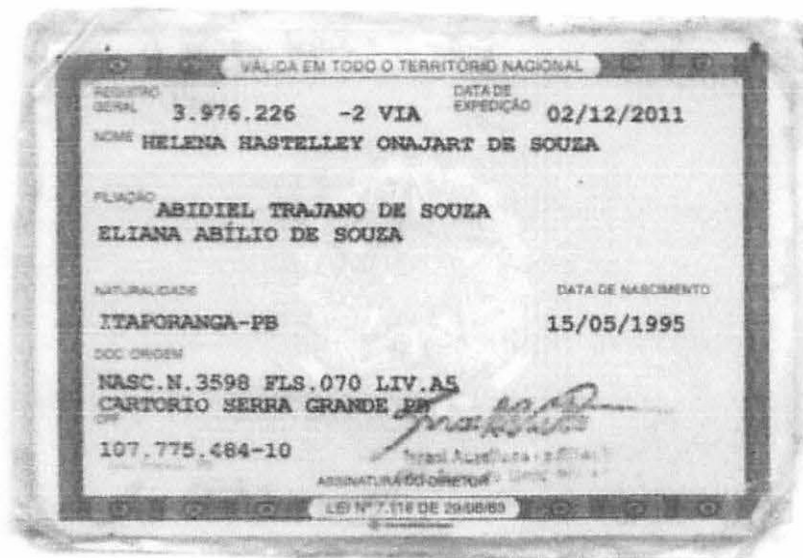 VÁLIDA EM TODO O TERRITÓRIO NACIONAL
REGISTRO GERAL 3.976.226 -2 VIA DATA DE EXPEDIÇÃO 02/12/2011
NOME HELENA HASTELLEY ONAJART DE SOUZA
FILIAÇÃO ABIDIEL TRAJANO DE SOUZA
ELIANA ABÍLIO DE SOUZA
NATURALIDADE DATA DE NASCIMENTO
ITAPORANGA-PB 15/05/1995
DOC ORIGEM
NASC.N.3598 FLS.070 LIV.A5
CARTORIO SERRA GRANDE PB
CPF
107.775.484-10
ASSINATURA DO DIRETOR
LEI Nº 7.116 DE 29/08/83